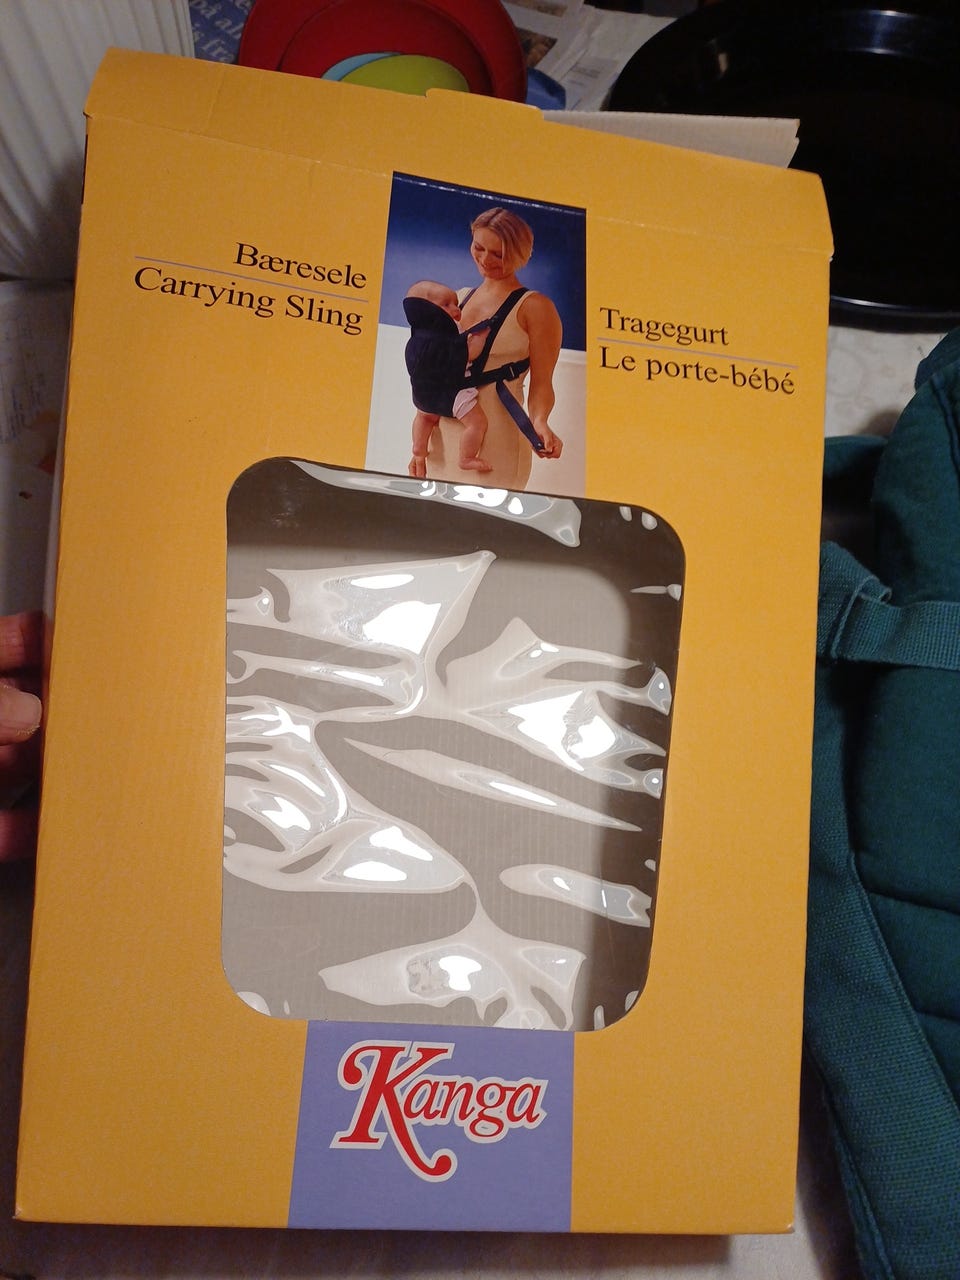 Bæresele
Carrying Sling
Tragegurt
Le porte-bébé
Kanga